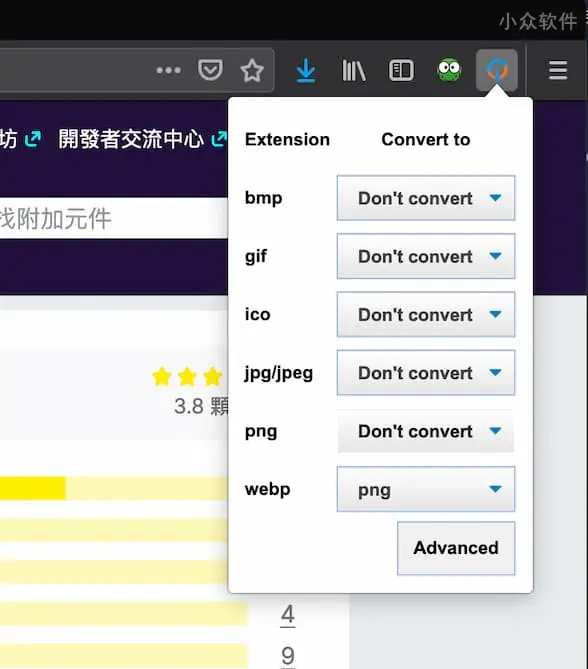 小众软件
坊 開發者交流中心
找附加元件
Extension Convert to
bmp Don't convert
gif Don't convert
ico Don't convert
jpg/jpeg Don't convert
3.8 顆
png Don't convert
webp png
Advanced
4
9